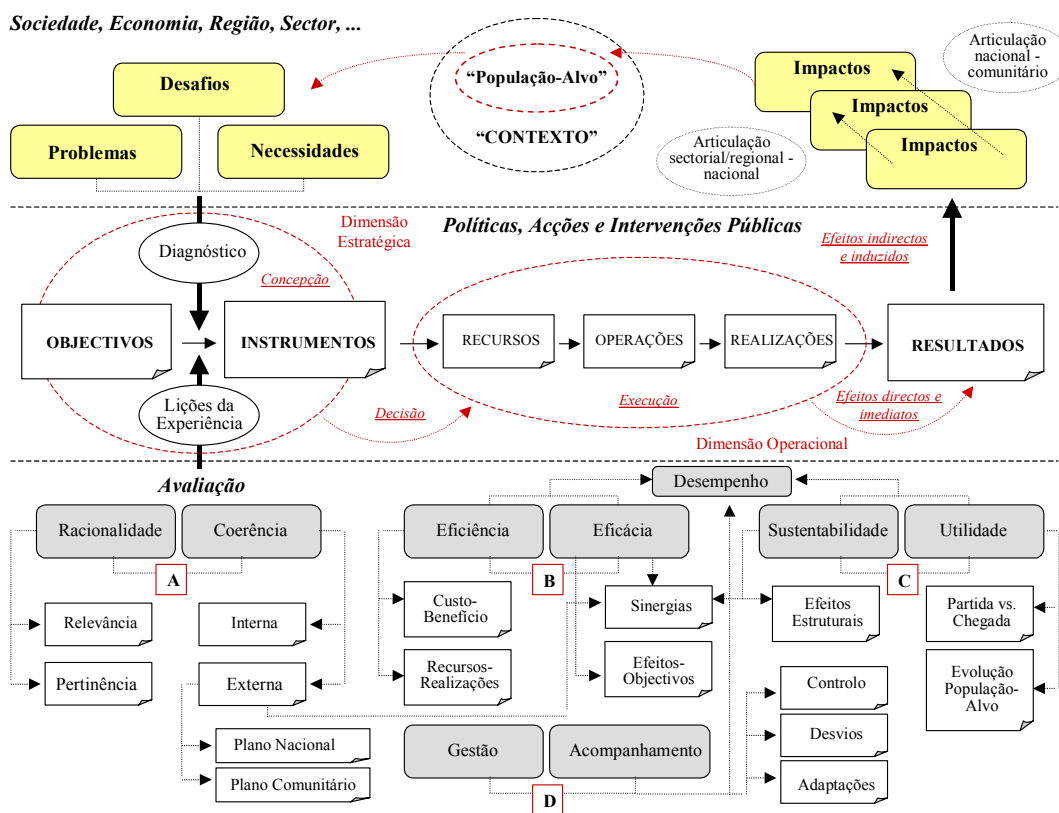 Sociedade, Economia, Região, Sector, ...
Desafios
Problemas
Necessidades
“População-Alvo”
“CONTEXTO”
Articulação
nacional -
comunitário
Impactos
Impactos
Impactos
Articulação
sectorial/regional -
nacional
Dimensão
Estratégica
Políticas, Acções e Intervenções Públicas
Diagnóstico
Concepção
Efeitos indirectos
e induzidos
OBJECTIVOS
INSTRUMENTOS
RECURSOS
OPERAÇÕES
REALIZAÇÕES
RESULTADOS
Lições da
Experiência
Decisão
Execução
Efeitos directos e
imediatos
Dimensão Operacional
Avaliação
Desempenho
Racionalidade
Coerência
Eficiência
Eficácia
Sustentabilidade
Utilidade
A
B
C
Relevância
Interna
Custo-
Benefício
Sinergias
Efeitos
Estruturais
Partida vs.
Chegada
Pertinência
Externa
Recursos-
Realizações
Efeitos-
Objectivos
Controlo
Evolução
População-
Alvo
Plano Nacional
Plano Comunitário
Gestão
Acompanhamento
Desvios
Adaptações
D